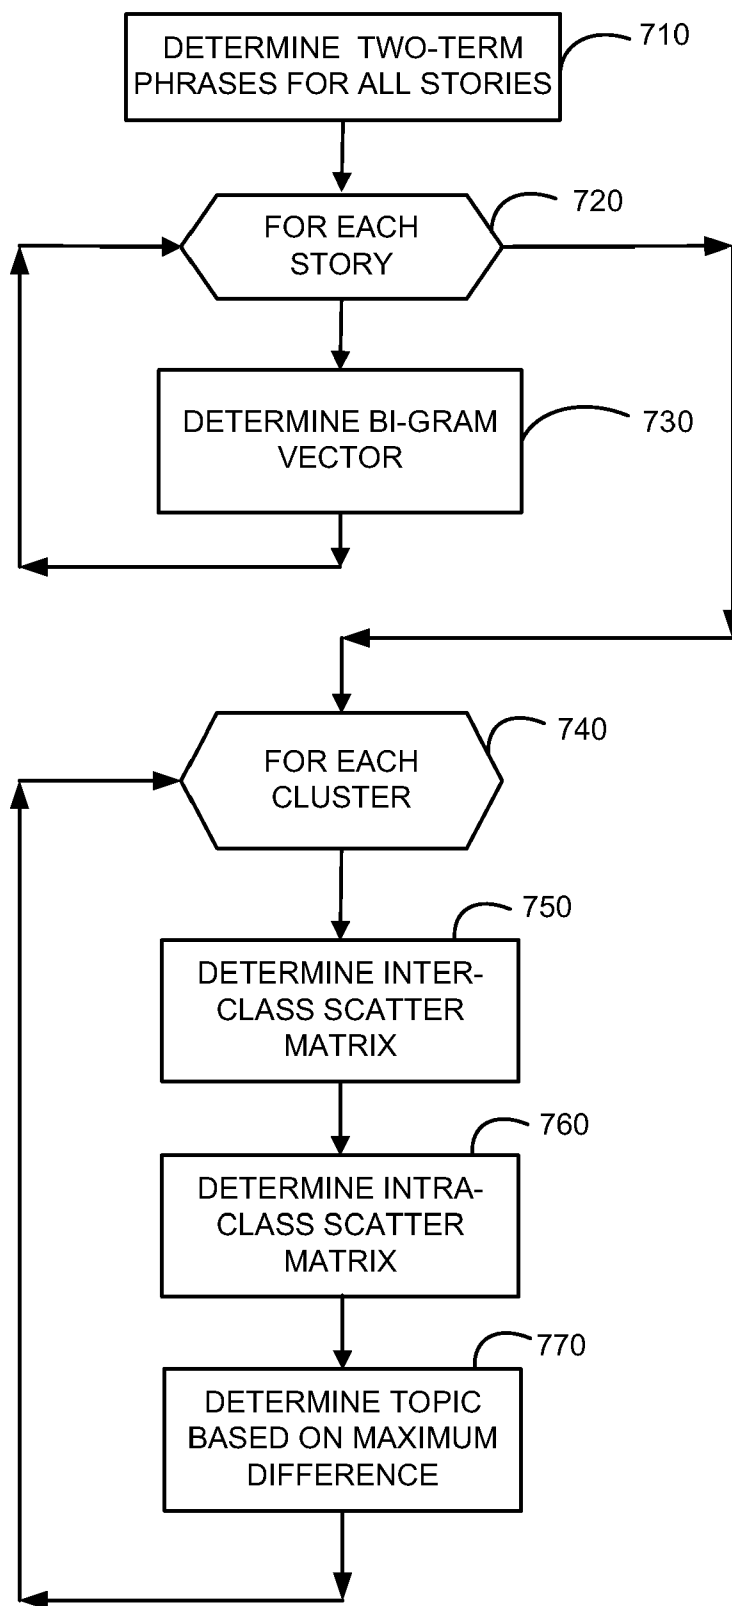 DETERMINE TWO-TERM
PHRASES FOR ALL STORIES
710
FOR EACH
STORY
720
DETERMINE BI-GRAM
VECTOR
730
FOR EACH
CLUSTER
740
750
DETERMINE INTER-
CLASS SCATTER
MATRIX
760
DETERMINE INTRA-
CLASS SCATTER
MATRIX
770
DETERMINE TOPIC
BASED ON MAXIMUM
DIFFERENCE